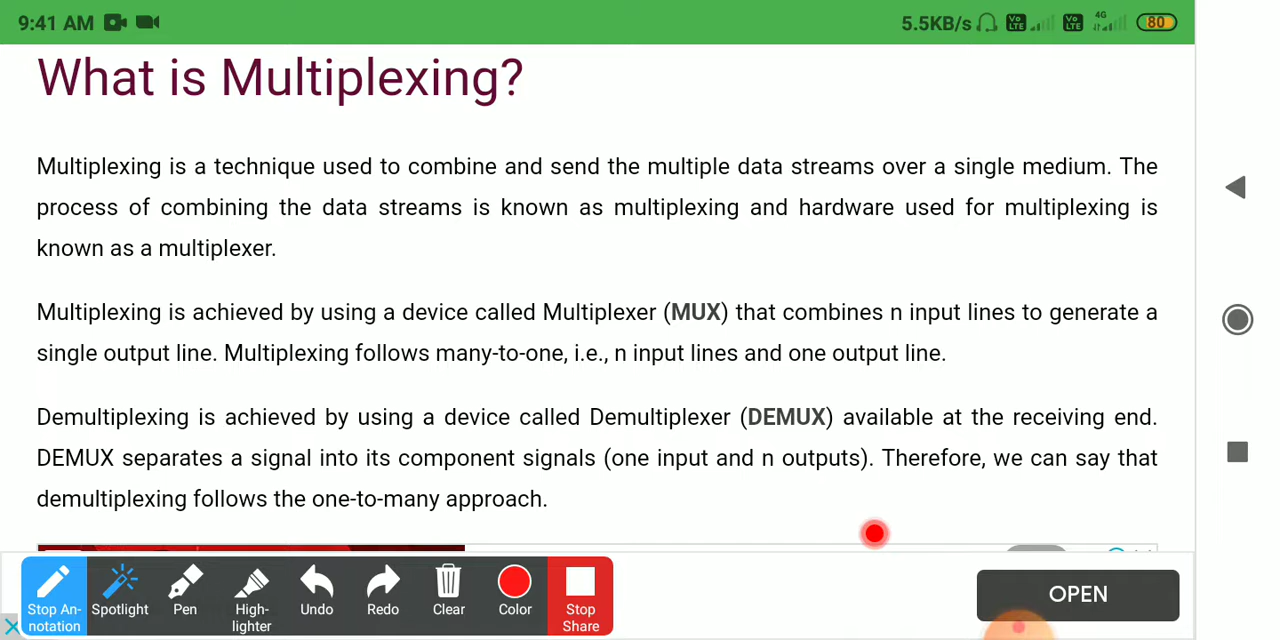 9:41 AM 5.5KB/s Vo LTE Vo LTE 4G 80
What is Multiplexing?
Multiplexing is a technique used to combine and send the multiple data streams over a single medium. The
process of combining the data streams is known as multiplexing and hardware used for multiplexing is
known as a multiplexer.
Multiplexing is achieved by using a device called Multiplexer (MUX) that combines n input lines to generate a
single output line. Multiplexing follows many-to-one, i.e., n input lines and one output line.
Demultiplexing is achieved by using a device called Demultiplexer (DEMUX) available at the receiving end.
DEMUX separates a signal into its component signals (one input and n outputs). Therefore, we can say that
demultiplexing follows the one-to-many approach.
Stop An-
notation
Spotlight
Pen
High-
lighter
Undo
Redo
Clear
Color
Stop
Share
OPEN